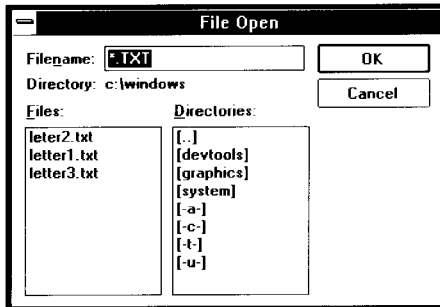 File Open
Filename: *.TXT
OK
Directory: c:\windows
Cancel
Files:
Directories:
leter2.txt
letter1.txt
letter3.txt
[..]
[devtools]
[graphics]
[system]
[-a-]
[-c-]
[-t-]
[-u-]